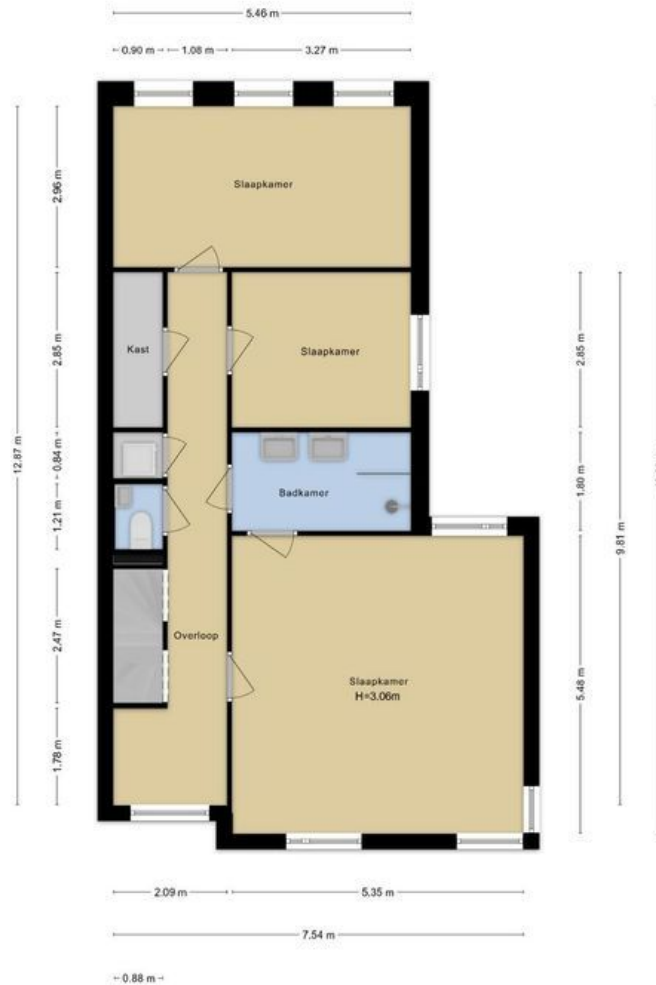 5.46 m
0.90 m
1.08 m
3.27 m
Slaapkamer
2.96 m
Kast
Slaapkamer
2.85 m
2.85 m
12.87 m
0.84 m
Badkamer
1.80 m
1.21 m
9.81 m
Overloop
2.47 m
Slaapkamer
H=3.06m
5.48 m
1.78 m
2.09 m
5.35 m
7.54 m
0.88 m